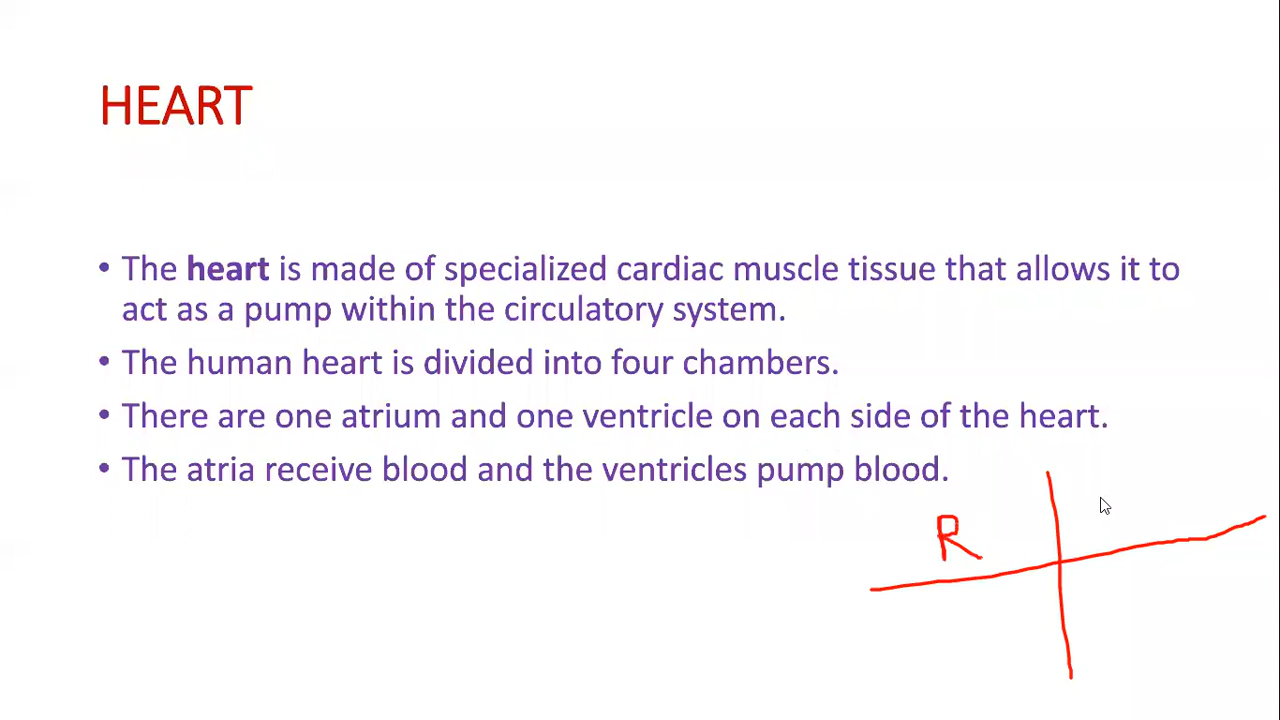 HEART
• The heart is made of specialized cardiac muscle tissue that allows it to
act as a pump within the circulatory system.
• The human heart is divided into four chambers.
• There are one atrium and one ventricle on each side of the heart.
• The atria receive blood and the ventricles pump blood.
R